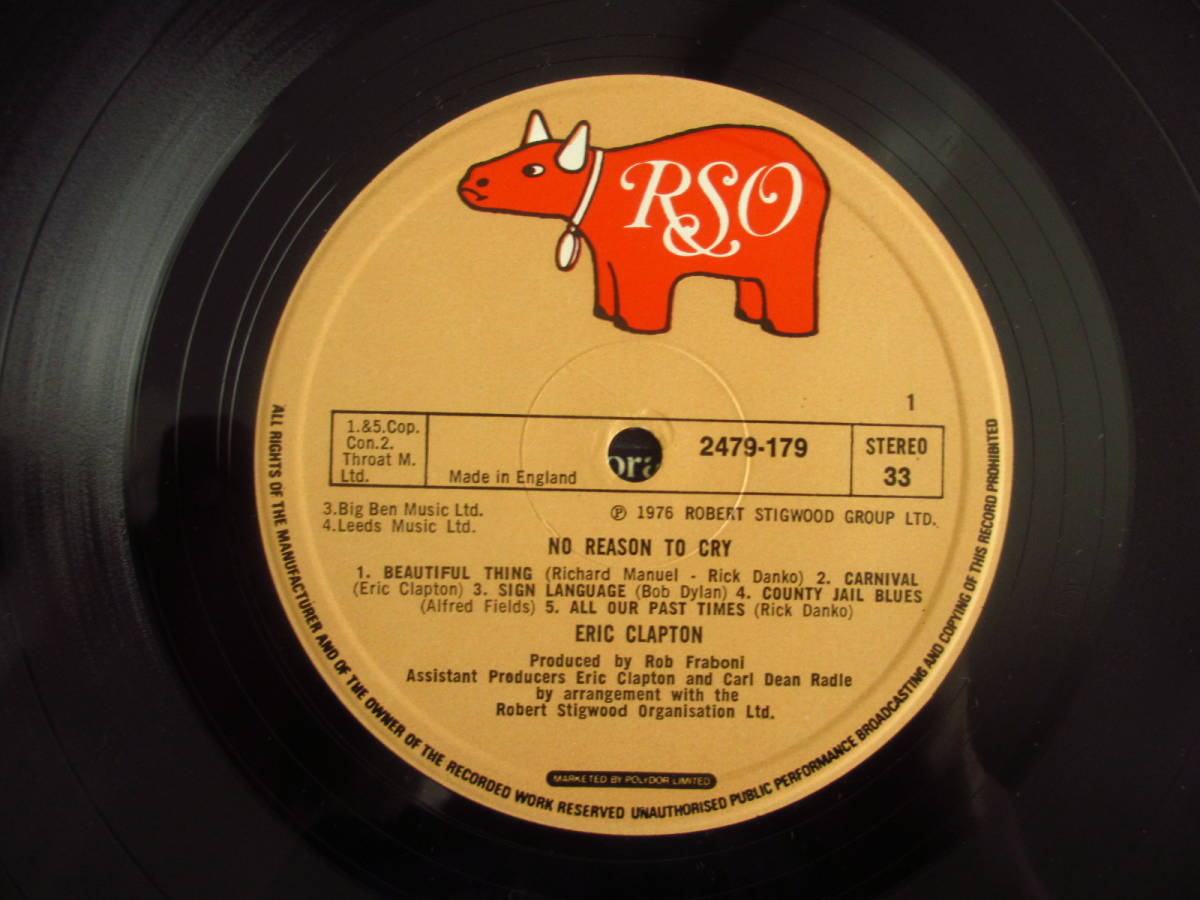 RSO
1
1.&5.Cop.
Con.2.
Throat M.
Ltd.
Made in England
2479-179
STEREO
33
3.Big Ben Music Ltd.
4.Leeds Music Ltd.
℗ 1976 ROBERT STIGWOOD GROUP LTD.
NO REASON TO CRY
1. BEAUTIFUL THING (Richard Manuel - Rick Danko) 2. CARNIVAL
(Eric Clapton) 3. SIGN LANGUAGE (Bob Dylan) 4. COUNTY JAIL BLUES
(Alfred Fields) 5. ALL OUR PAST TIMES (Rick Danko)
ERIC CLAPTON
Produced by Rob Fraboni
Assistant Producers Eric Clapton and Carl Dean Radle
by arrangement with the
Robert Stigwood Organisation Ltd.
MARKETED BY POLYDOR LIMITED
ALL RIGHTS OF THE MANUFACTURER AND OF THE OWNER OF THE RECORDED WORK RESERVED UNAUTHORISED PUBLIC PERFORMANCE BROADCASTING AND COPYING OF THIS RECORD PROHIBITED